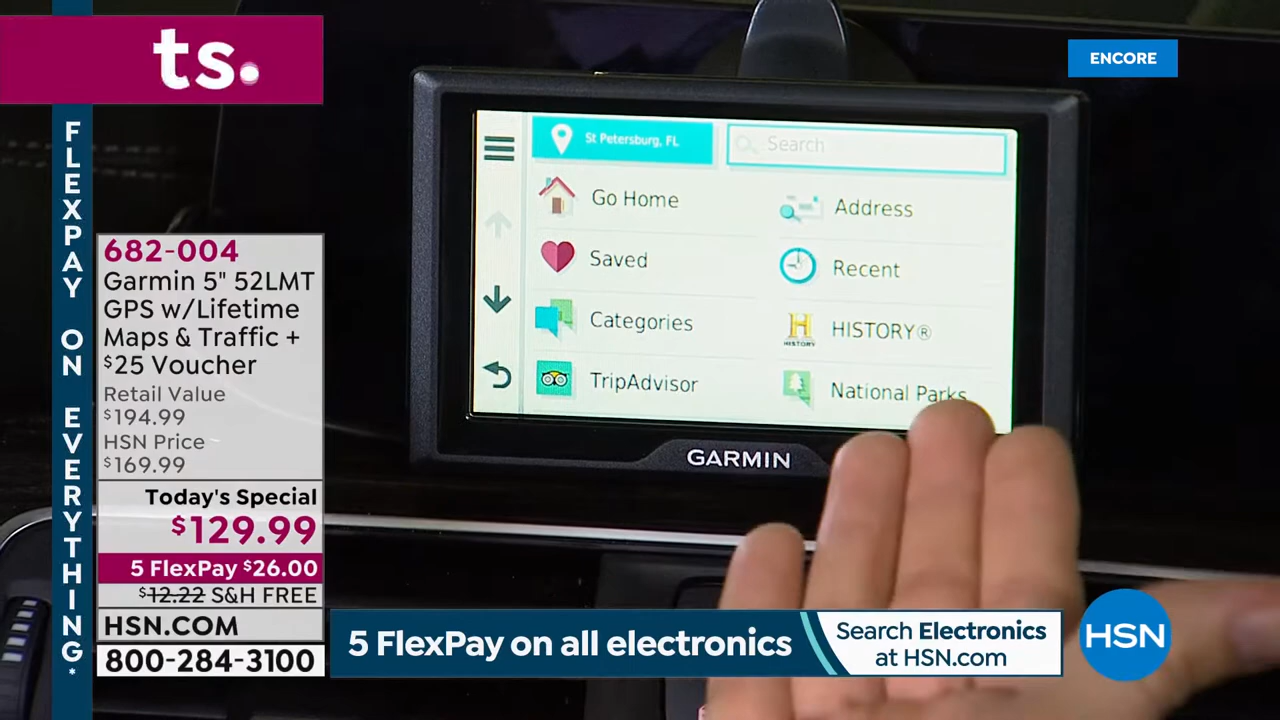 ts.
ENCORE
FLEXPAY ON EVERYTHING*
682-004
Garmin 5" 52LMT
GPS w/Lifetime
Maps & Traffic +
$25 Voucher
Retail Value
$194.99
HSN Price
$169.99
Today's Special
$129.99
5 FlexPay $26.00
$12.22 S&H FREE
HSN.COM
800-284-3100
St Petersburg, FL
Search
Go Home
Address
Saved
Recent
Categories
HISTORY
HISTORY®
TripAdvisor
National Parks
GARMIN
5 FlexPay on all electronics
Search Electronics
at HSN.com
HSN